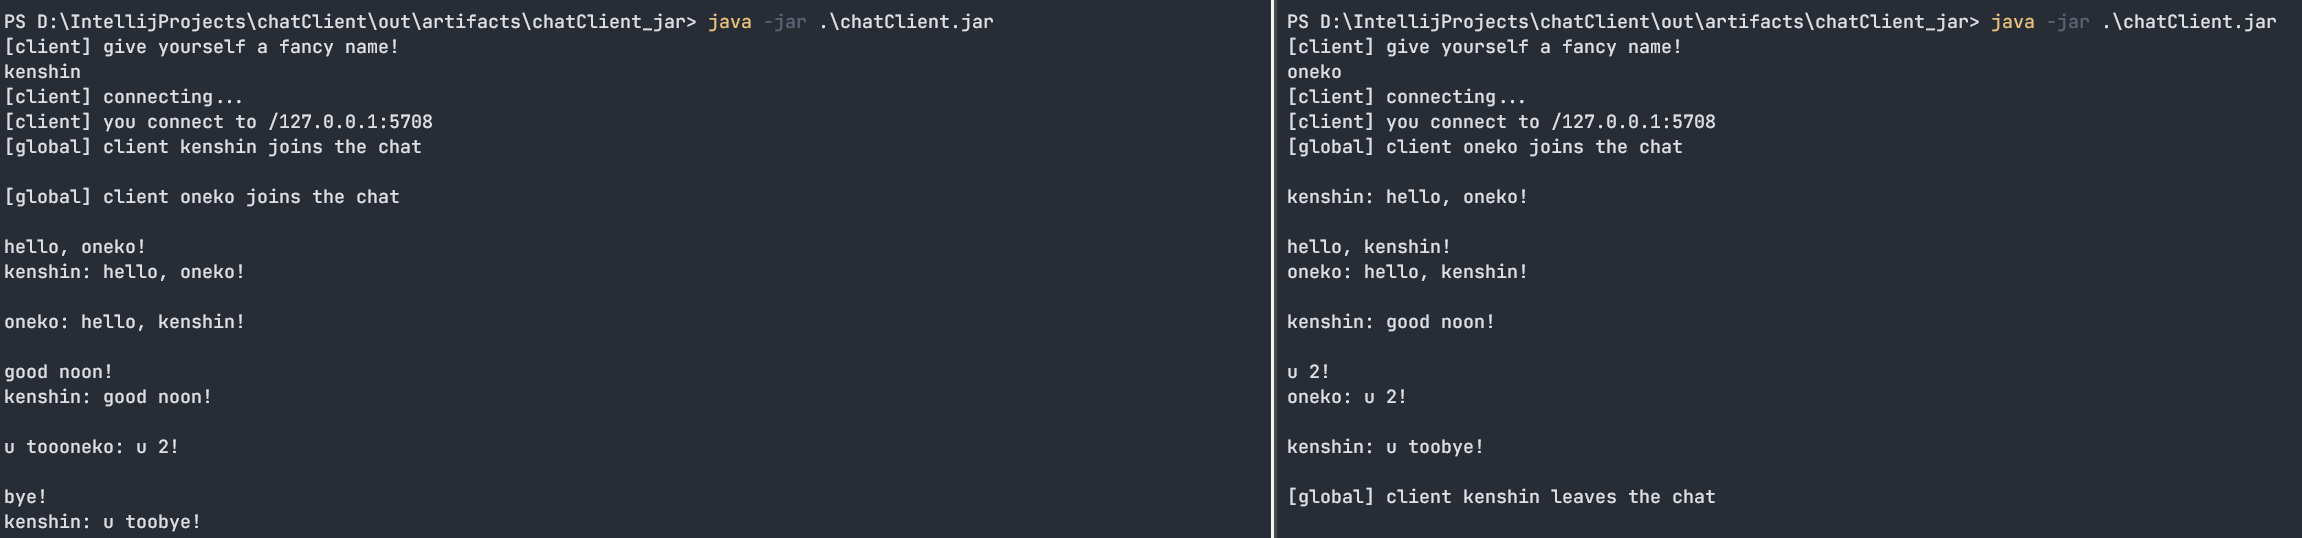 PS D:\IntellijProjects\chatClient\out\artifacts\chatClient_jar> java -jar .\chatClient.jar
[client] give yourself a fancy name!
kenshin
[client] connecting...
[client] you connect to /127.0.0.1:5708
[global] client kenshin joins the chat
[global] client oneko joins the chat
hello, oneko!
kenshin: hello, oneko!
oneko: hello, kenshin!
good noon!
kenshin: good noon!
u toooneko: u 2!
bye!
kenshin: u toobye!
PS D:\IntellijProjects\chatClient\out\artifacts\chatClient_jar> java -jar .\chatClient.jar
[client] give yourself a fancy name!
oneko
[client] connecting...
[client] you connect to /127.0.0.1:5708
[global] client oneko joins the chat
kenshin: hello, oneko!
hello, kenshin!
oneko: hello, kenshin!
kenshin: good noon!
u 2!
oneko: u 2!
kenshin: u toobye!
[global] client kenshin leaves the chat